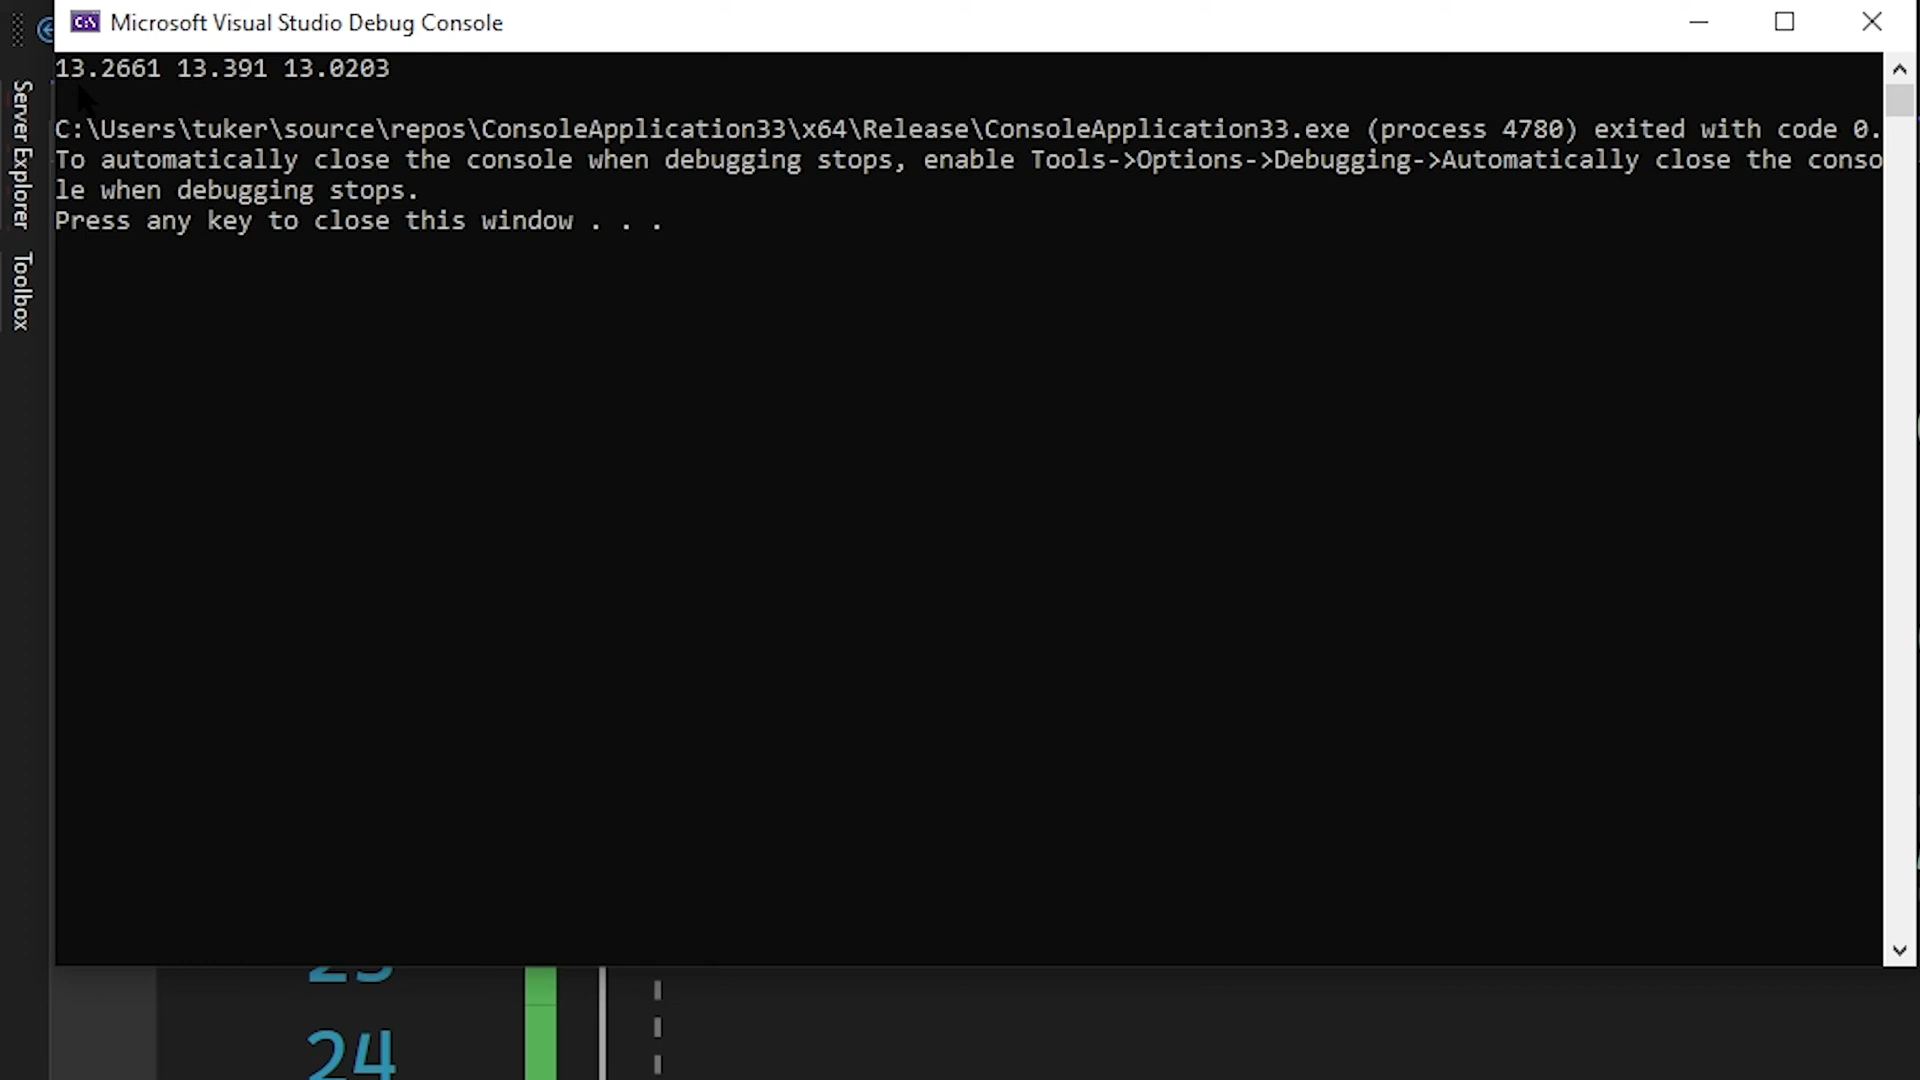 Microsoft Visual Studio Debug Console
13.2661 13.391 13.0203
C:\Users\tuker\source\repos\ConsoleApplication33\x64\Release\ConsoleApplication33.exe (process 4780) exited with code 0.
To automatically close the console when debugging stops, enable Tools->Options->Debugging->Automatically close the conso
le when debugging stops.
Press any key to close this window . . .
Server Explorer
Toolbox
23
24